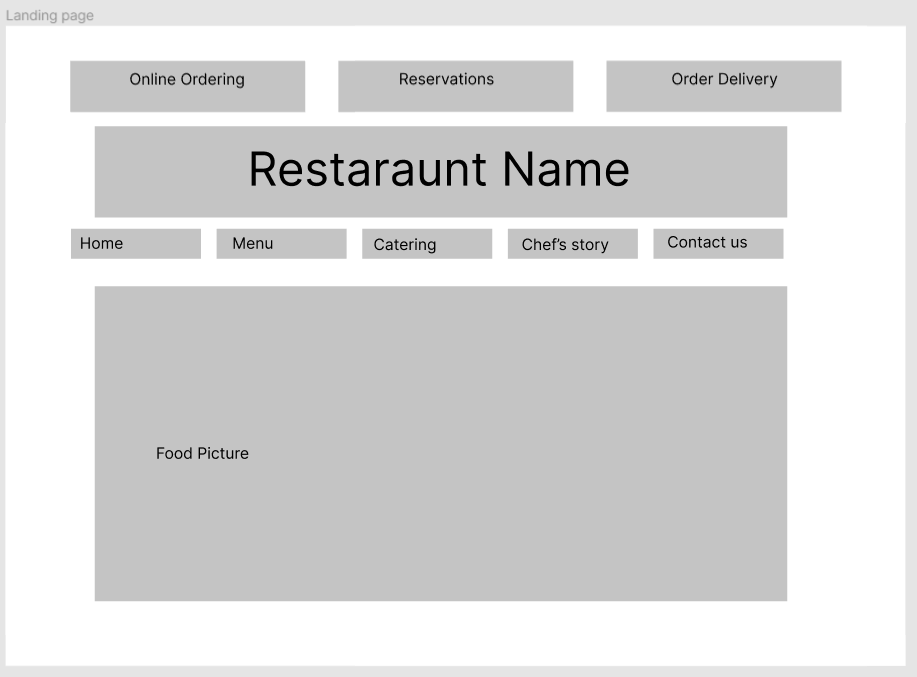 Landing page
Online Ordering
Reservations
Order Delivery
Restaraunt Name
Home
Menu
Catering
Chef's story
Contact us
Food Picture